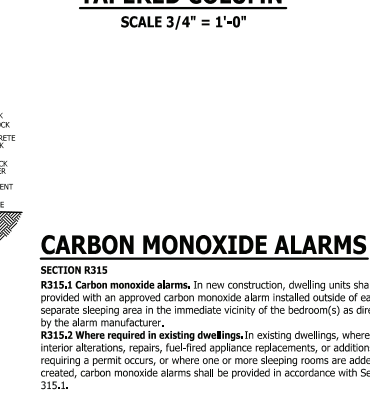 TAPERED COLUMN
SCALE 3/4" = 1'-0"
CARBON MONOXIDE ALARMS
SECTION R315
R315.1 Carbon monoxide alarms. In new construction, dwelling units sha
provided with an approved carbon monoxide alarm installed outside of ea
separate sleeping area in the immediate vicinity of the bedroom(s) as dire
by the alarm manufacturer.
R315.2 Where required in existing dwellings. In existing dwellings, where
interior alterations, repairs, fuel-fired appliance replacements, or addition
requiring a permit occurs, or where one or more sleeping rooms are adde
created, carbon monoxide alarms shall be provided in accordance with Se
315.1.